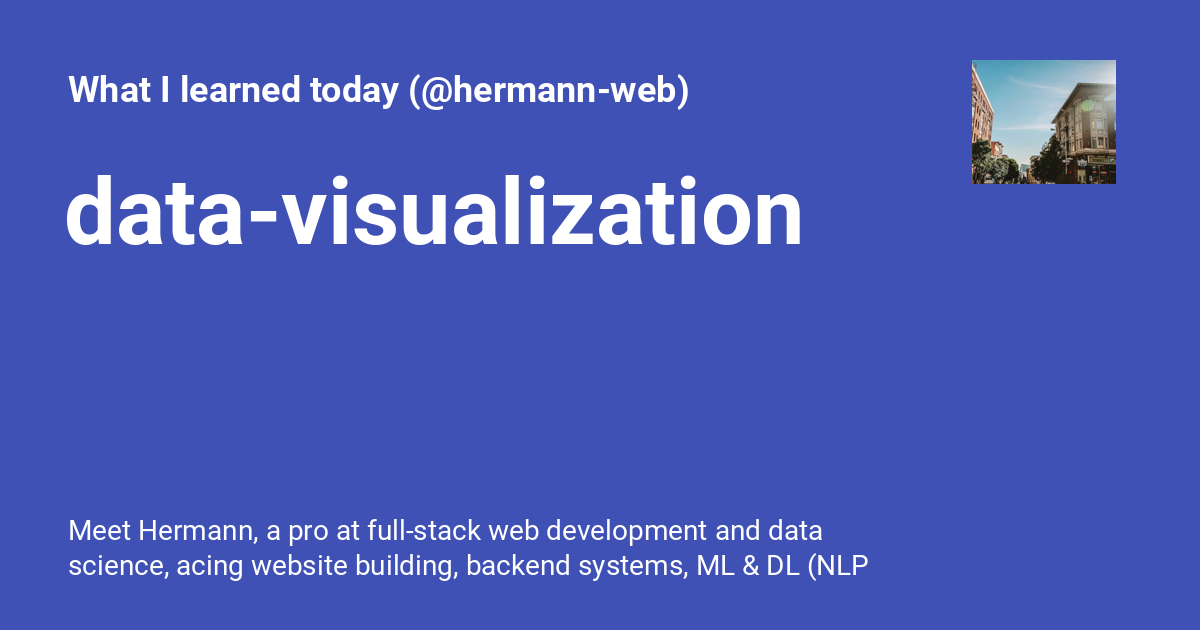 What I learned today (@hermann-web)
data-visualization
Meet Hermann, a pro at full-stack web development and data
science, acing website building, backend systems, ML & DL (NLP